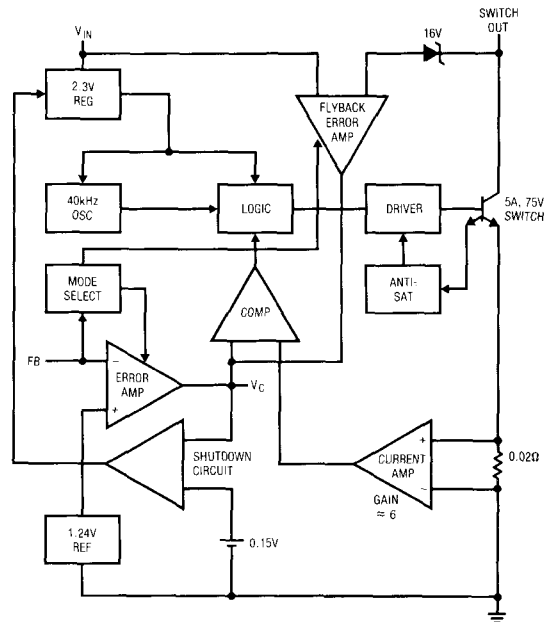 SWITCH
OUT
VIN
16V
2.3V
REG
FLYBACK
ERROR
AMP
40kHz
OSC
LOGIC
DRIVER
5A, 75V
SWITCH
MODE
SELECT
COMP
ANTI-
SAT
FB
−
ERROR
AMP
+
VC
SHUTDOWN
CIRCUIT
CURRENT
AMP
+
−
GAIN
≈ 6
0.02Ω
1.24V
REF
0.15V